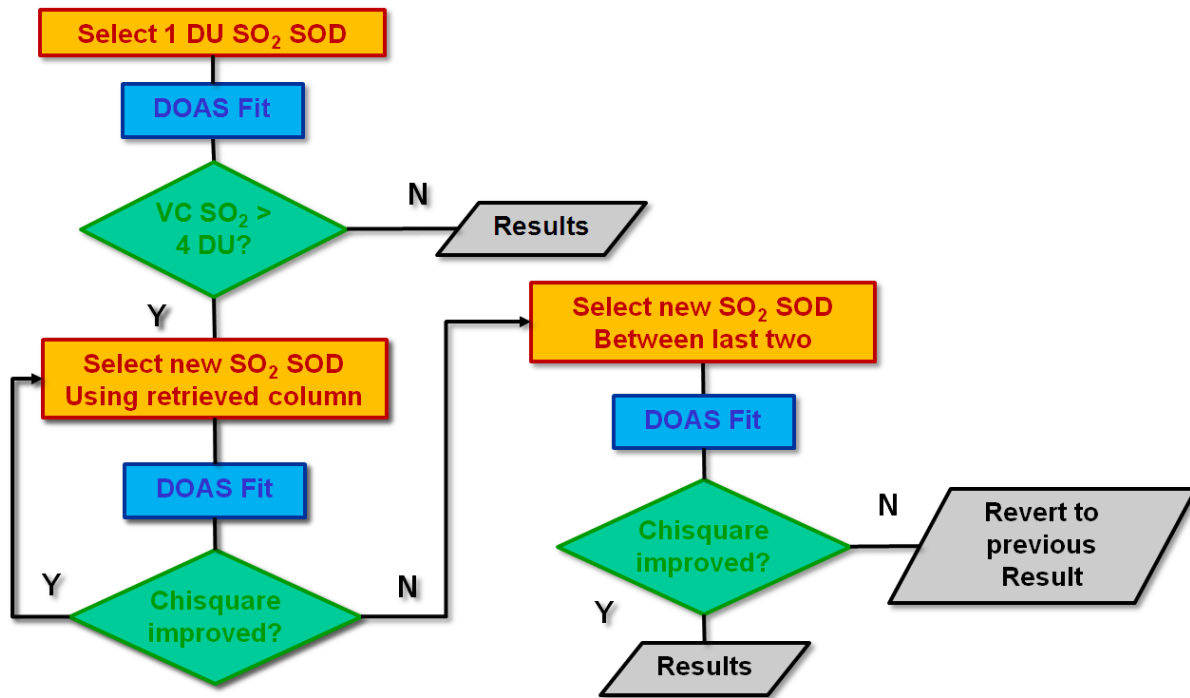 Select 1 DU SO₂ SOD
DOAS Fit
VC SO₂ >
4 DU?
N
Results
Y
Select new SO₂ SOD
Using retrieved column
DOAS Fit
Chisquare
improved?
Y
N
Select new SO₂ SOD
Between last two
DOAS Fit
Chisquare
improved?
N
Revert to
previous
Result
Y
Results